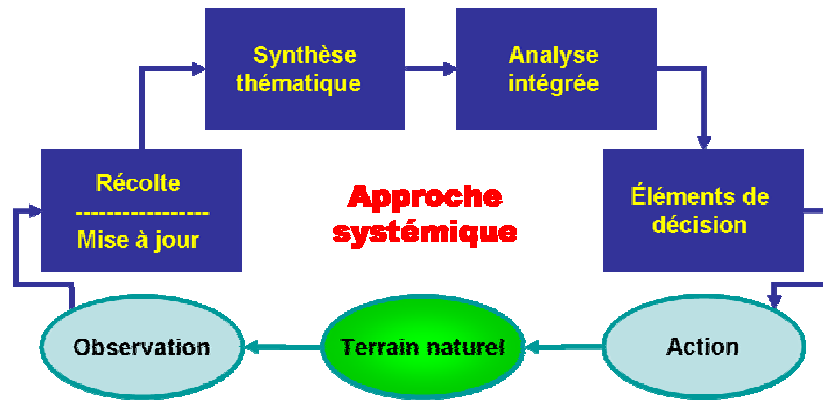 Synthèse
thématique
Analyse
intégrée
Récolte
-----------------
Mise à jour
Approche
systémique
Éléments de
décision
Observation
Terrain naturel
Action